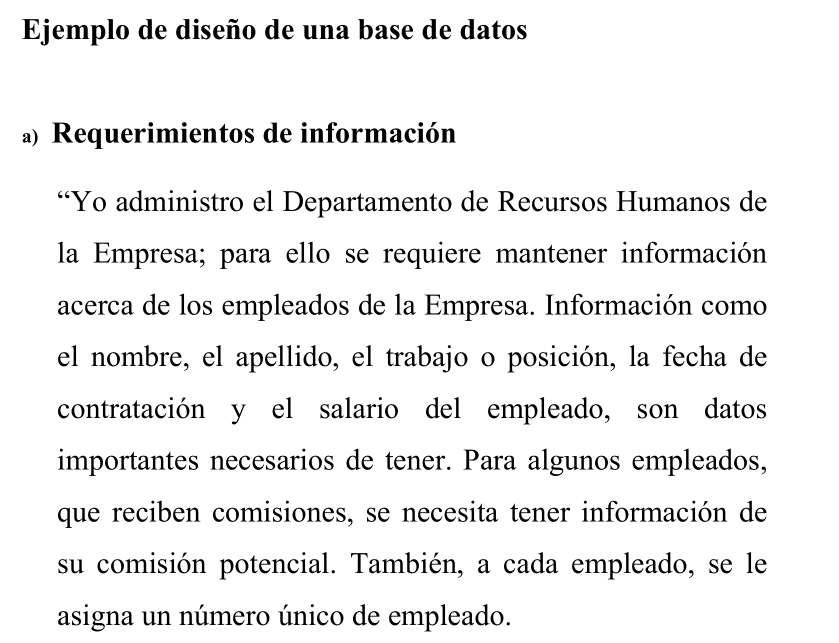 Ejemplo de diseño de una base de datos
a) Requerimientos de información
“Yo administro el Departamento de Recursos Humanos de
la Empresa; para ello se requiere mantener información
acerca de los empleados de la Empresa. Información como
el nombre, el apellido, el trabajo o posición, la fecha de
contratación y el salario del empleado, son datos
importantes necesarios de tener. Para algunos empleados,
que reciben comisiones, se necesita tener información de
su comisión potencial. También, a cada empleado, se le
asigna un número único de empleado.